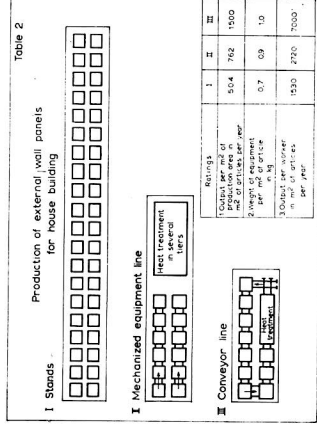 Table 2
Production of external wall panels
for house building
I Stands
II Mechanized equipment line
Heat treatment
in several
tiers
III Conveyor line
Heat
treatment
Ratings I II III
1. Output per m2 of
production area in
m2 of articles per year 504 762 1500
2. Weight of equipment
per m2 of article
in kg 0,7 0,9 1,0
3. Output per worker
in m2 of articles
per year 1530 2720 7000